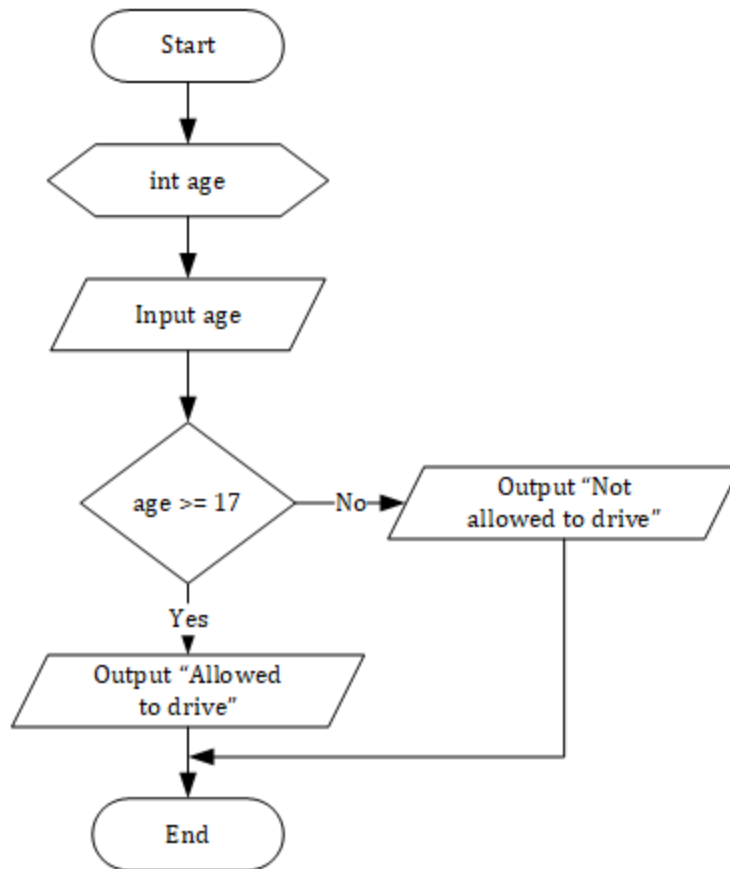 Start
int age
Input age
age >= 17
No
Output “Not
allowed to drive”
Yes
Output “Allowed
to drive”
End